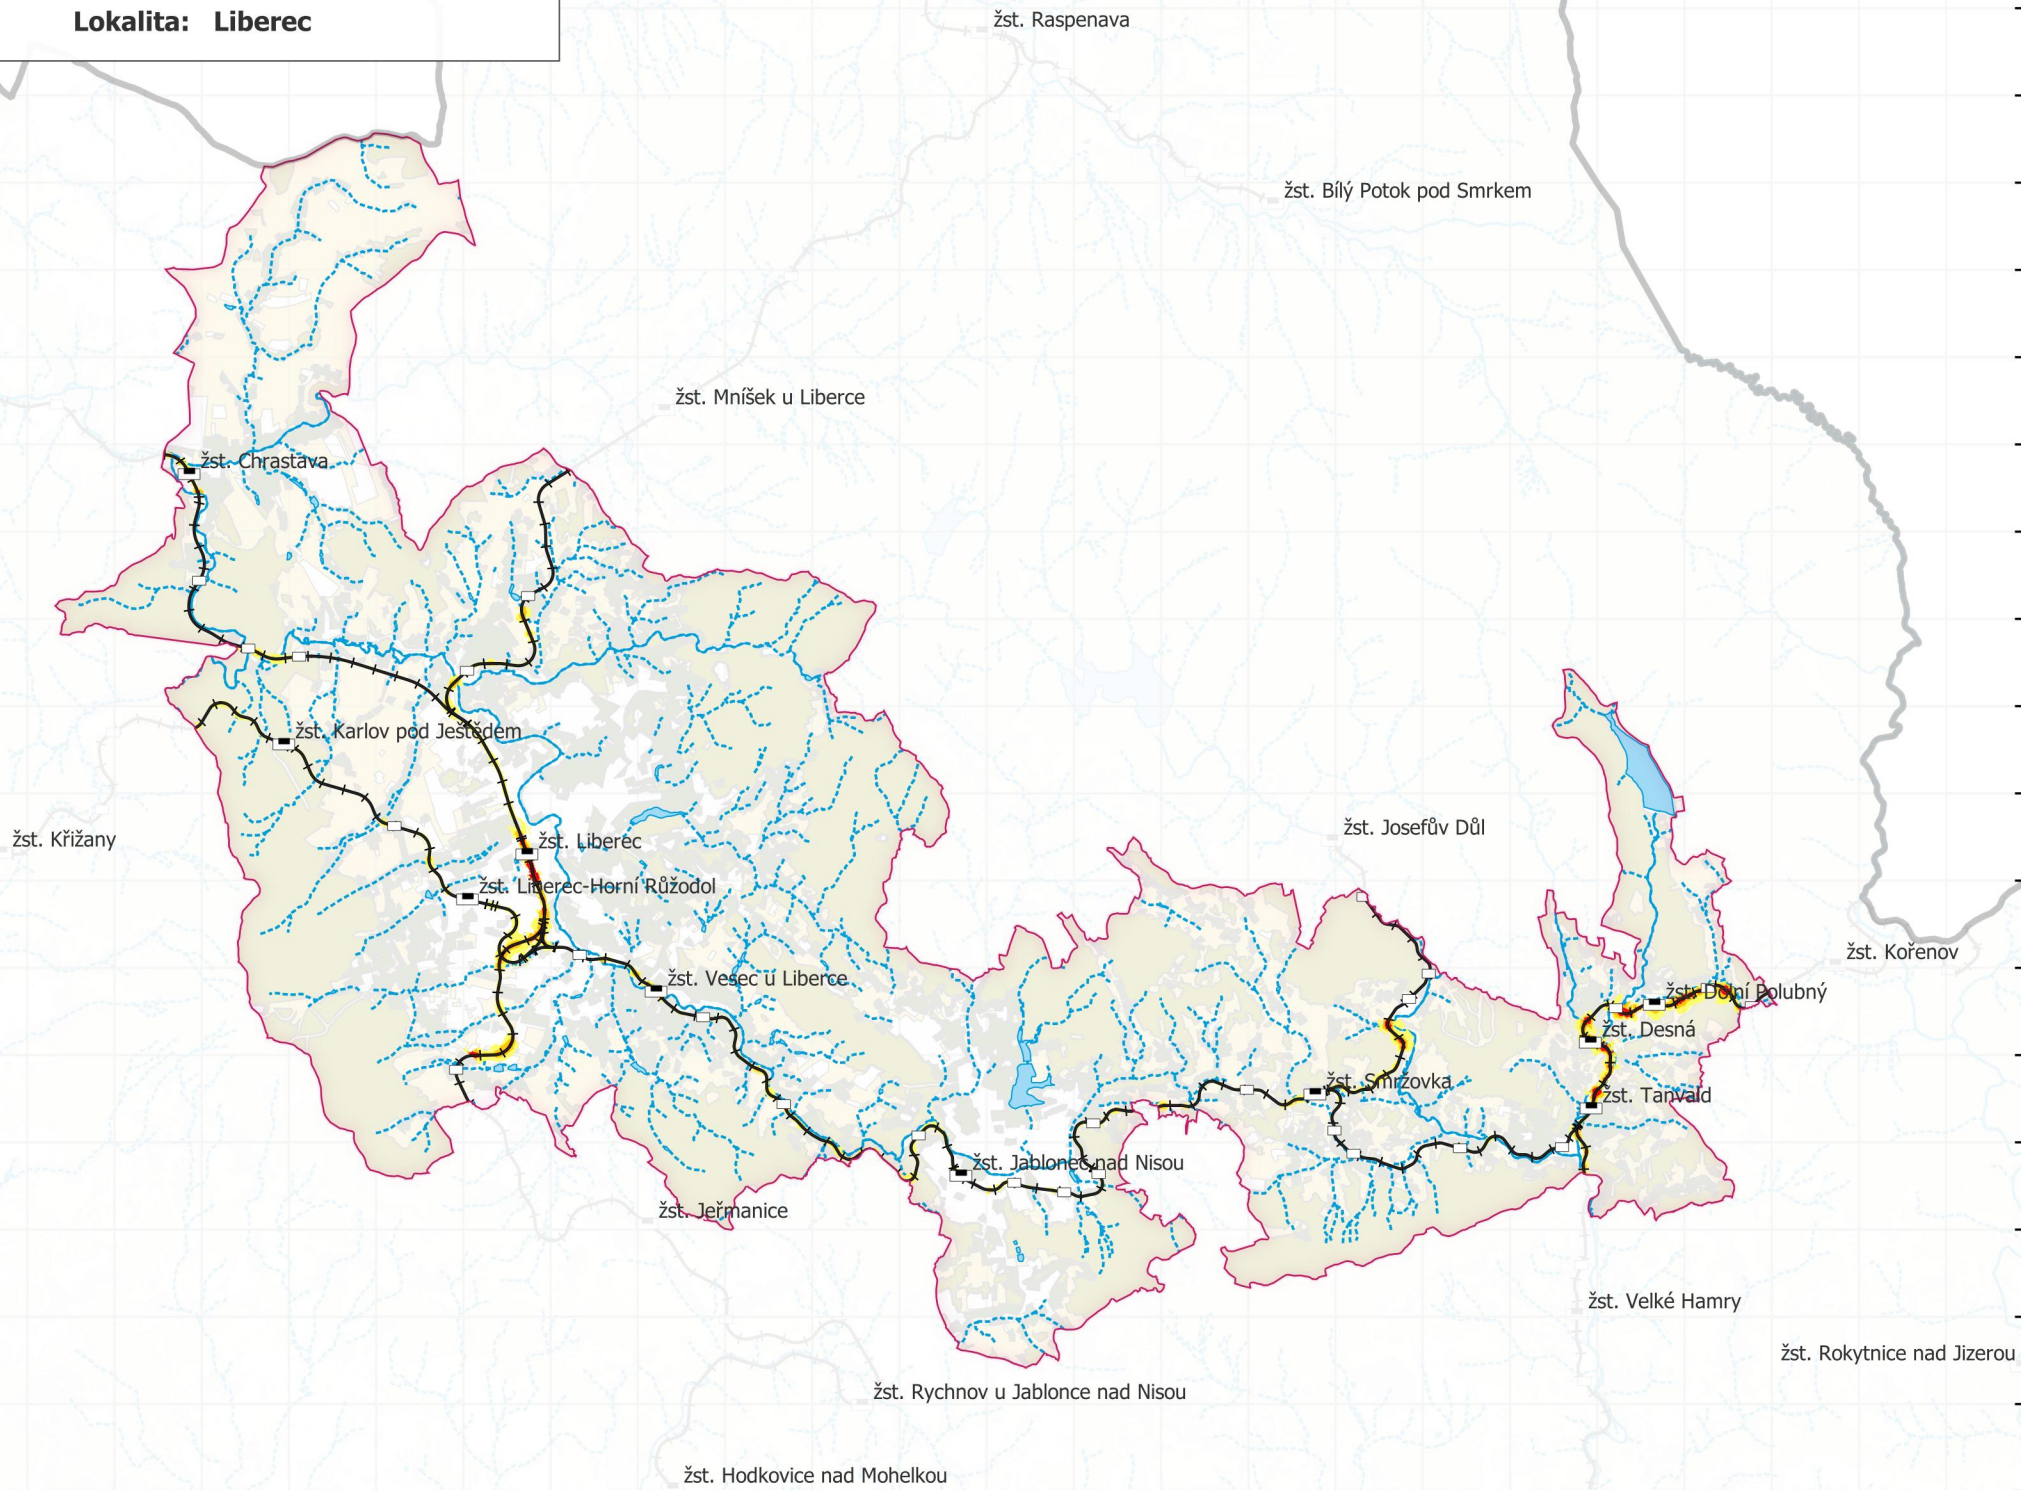 Lokalita: Liberec
žst. Raspenava
žst. Bílý Potok pod Smrkem
žst. Mníšek u Liberce
žst. Chrastava
žst. Karlov pod Ještědem
žst. Josefův Důl
žst. Křižany
žst. Liberec
žst. Liberec-Horní Růžodol
žst. Kořenov
žst. Vesec u Liberce
žst. Dolní Polubný
žst. Desná
žst. Smržovka
žst. Tanvald
žst. Jablonec nad Nisou
žst. Jeřmanice
žst. Velké Hamry
žst. Rokytnice nad Jizerou
žst. Rychnov u Jablonce nad Nisou
žst. Hodkovice nad Mohelkou